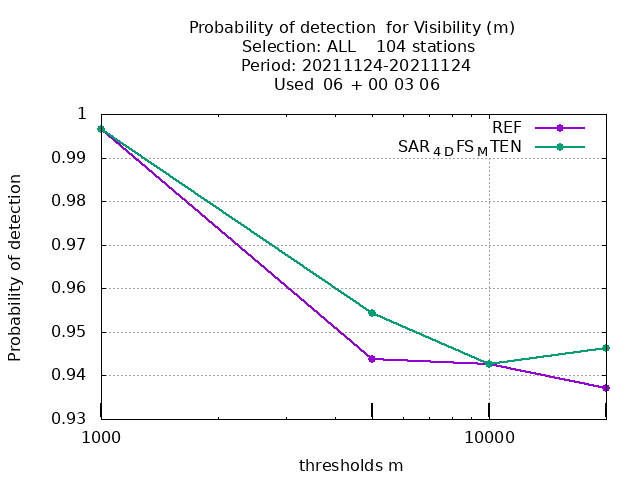 Probability of detection  for Visibility (m)
Selection: ALL    104 stations
Period: 20211124-20211124
Used  06 + 00 03 06
REF
SAR4DFSMTEN
1
0.99
0.98
0.97
0.96
0.95
0.94
0.93
Probability of detection
1000
10000
thresholds m